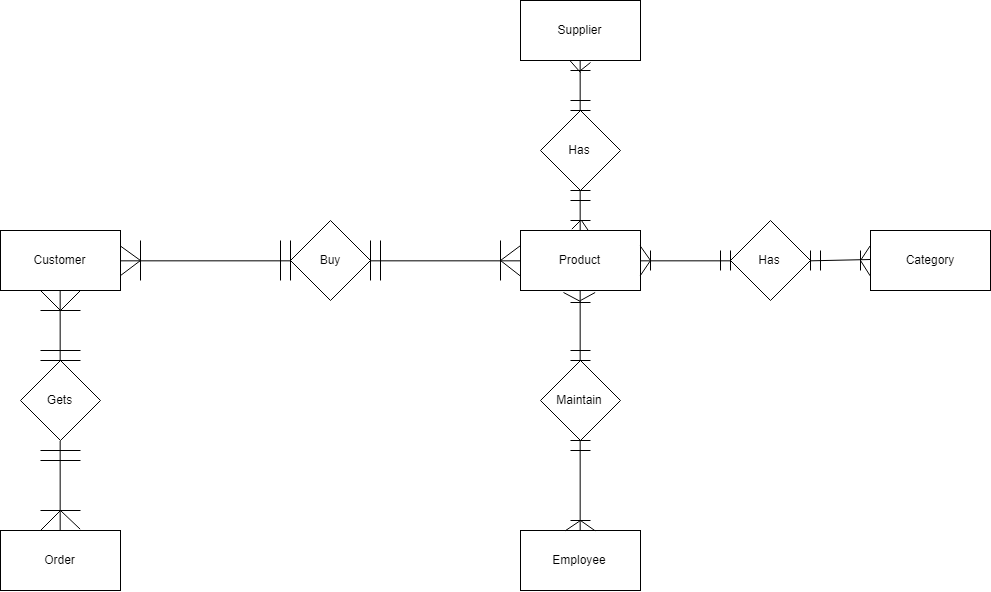 Supplier
Has
Customer
Buy
Product
Has
Category
Gets
Maintain
Order
Employee